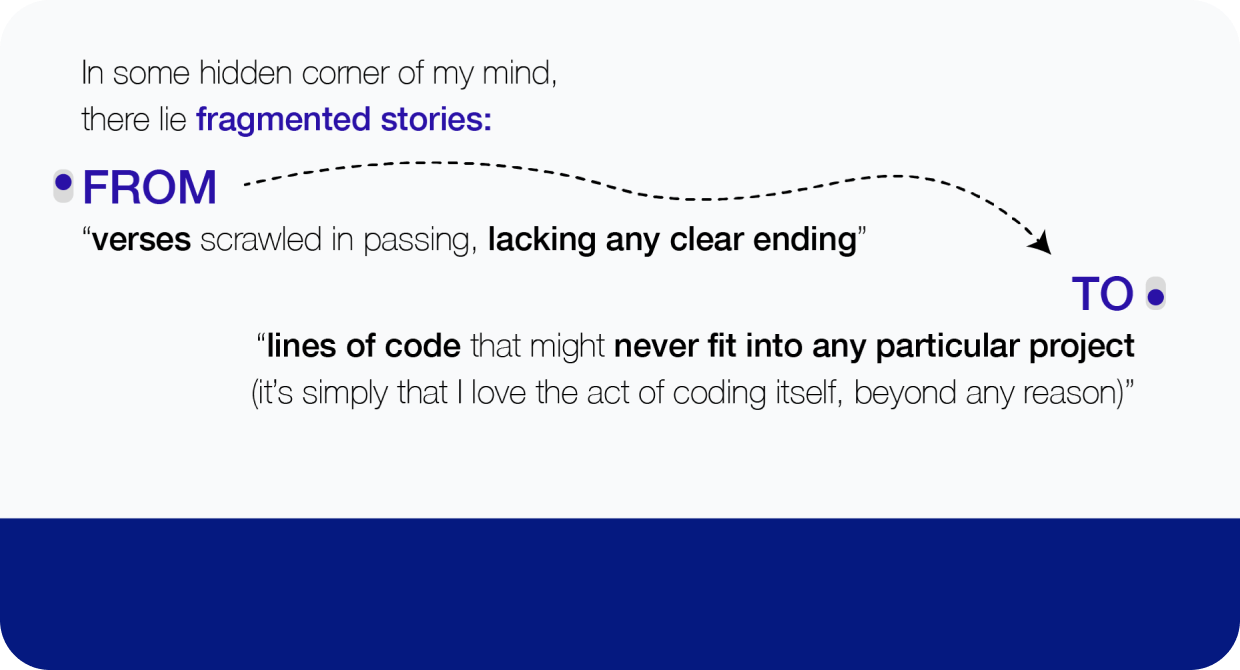 In some hidden corner of my mind,
there lie fragmented stories:
FROM
“verses scrawled in passing, lacking any clear ending”
TO
“lines of code that might never fit into any particular project
(it’s simply that I love the act of coding itself, beyond any reason)”